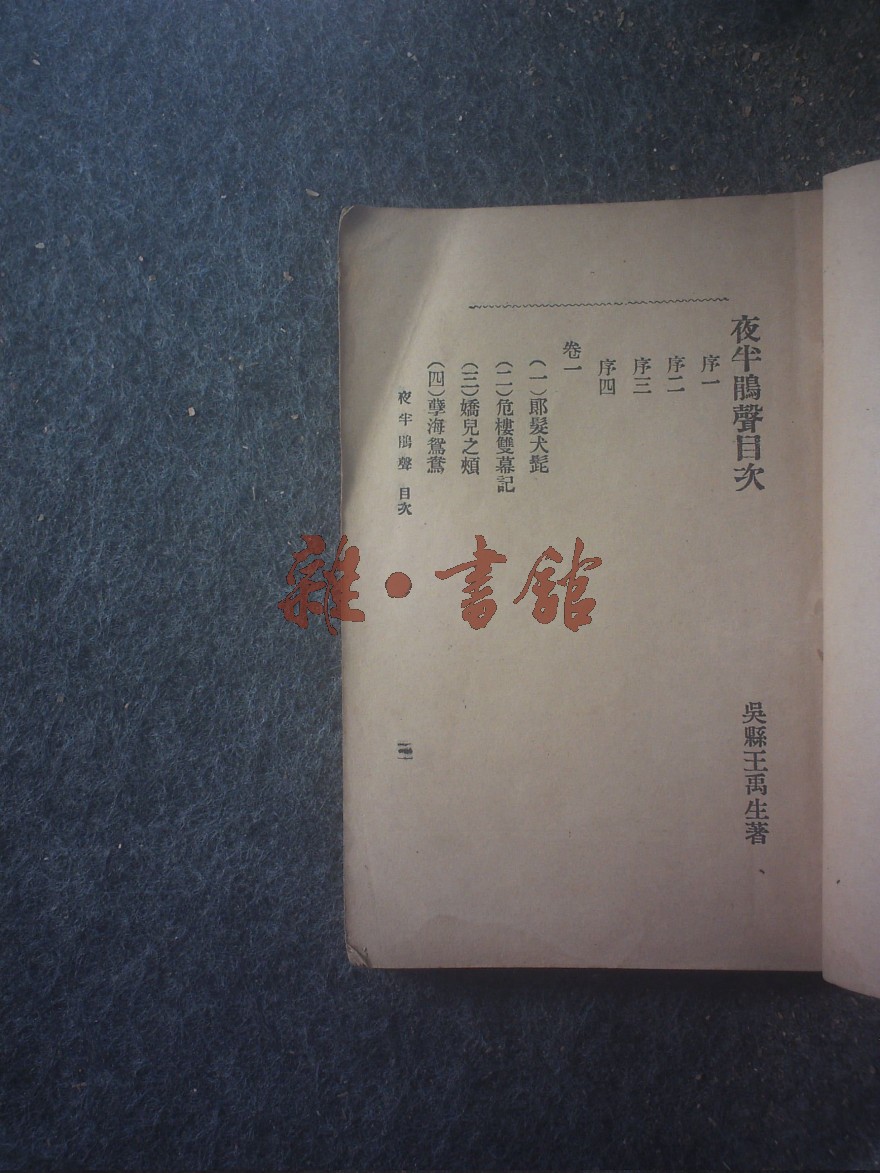 夜半鵑聲目次
吳縣王禹生著
序一
序二
序三
序四
卷一
(一)郞髮犬髭
(二)危樓雙幕記
(三)嬌兒之頰
(四)孽海鴛鴦
夜半鵑聲 目次
雜·書館